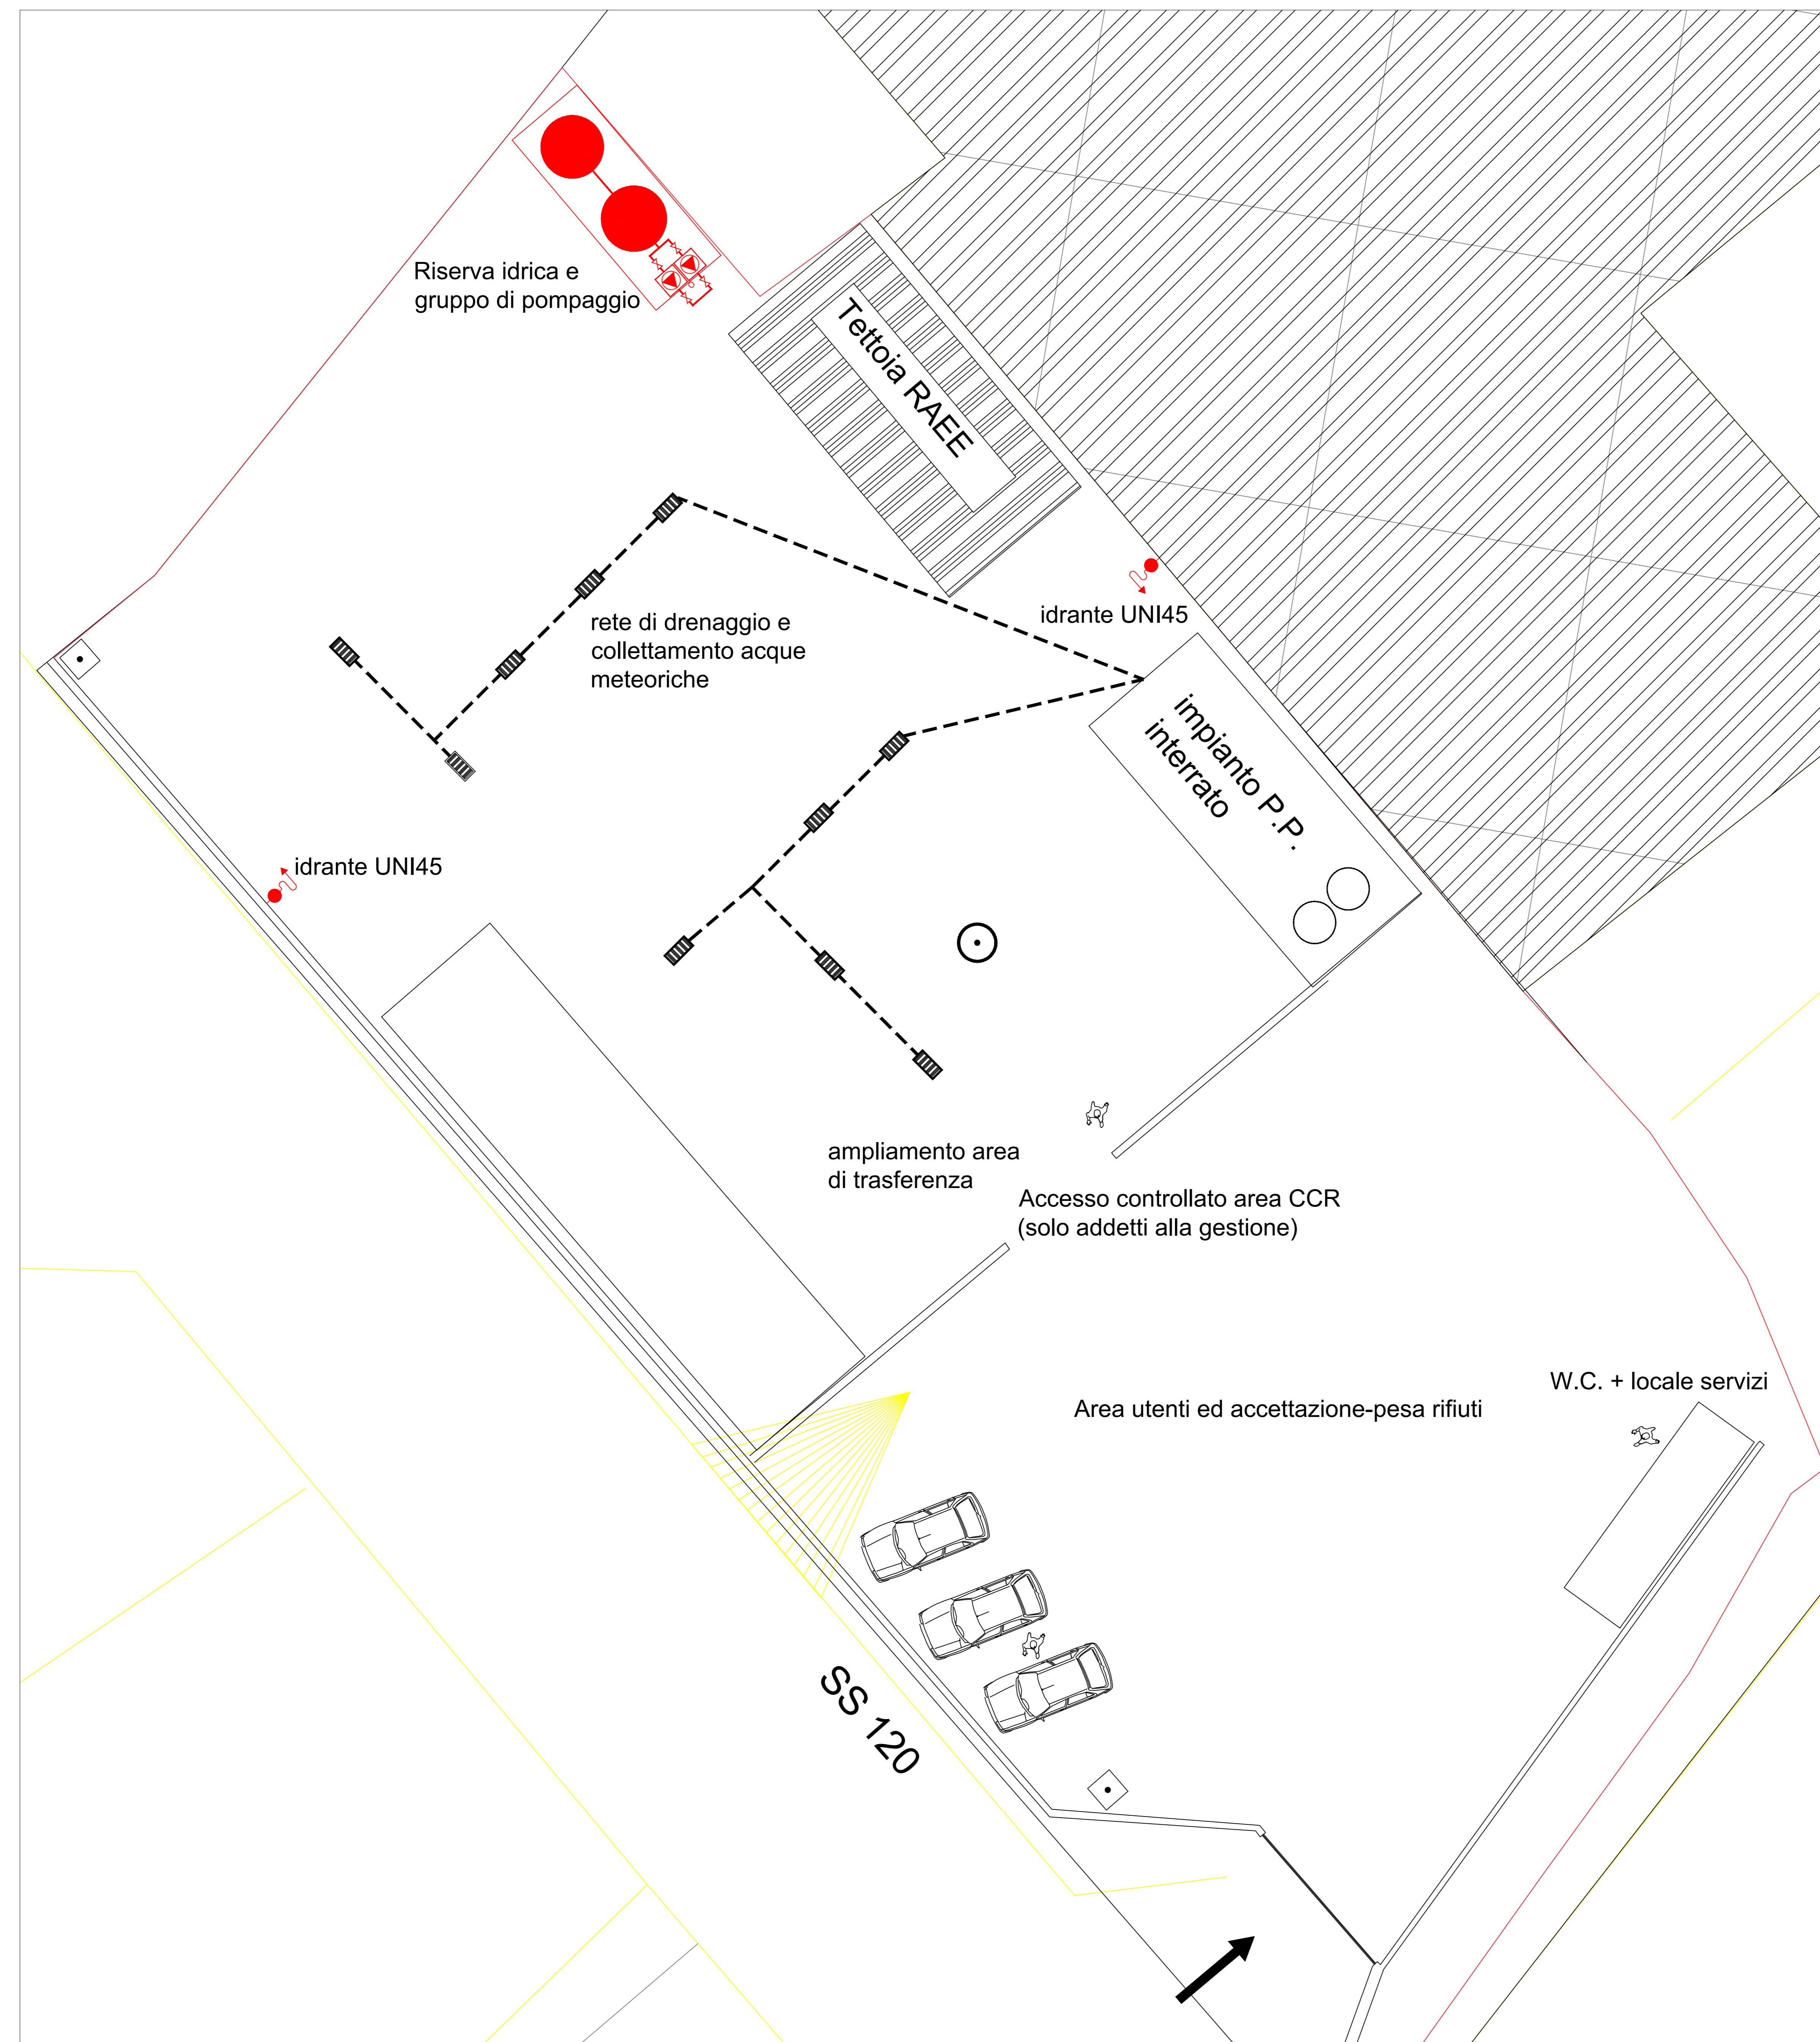 Riserva idrica e
gruppo di pompaggio
Tettoia RAEE
idrante UNI45
rete di drenaggio e
collettamento acque
meteoriche
impianto P.P.
interrato
idrante UNI45
ampliamento area
di trasferenza
Accesso controllato area CCR
(solo addetti alla gestione)
W.C. + locale servizi
Area utenti ed accettazione-pesa rifiuti
SS 120